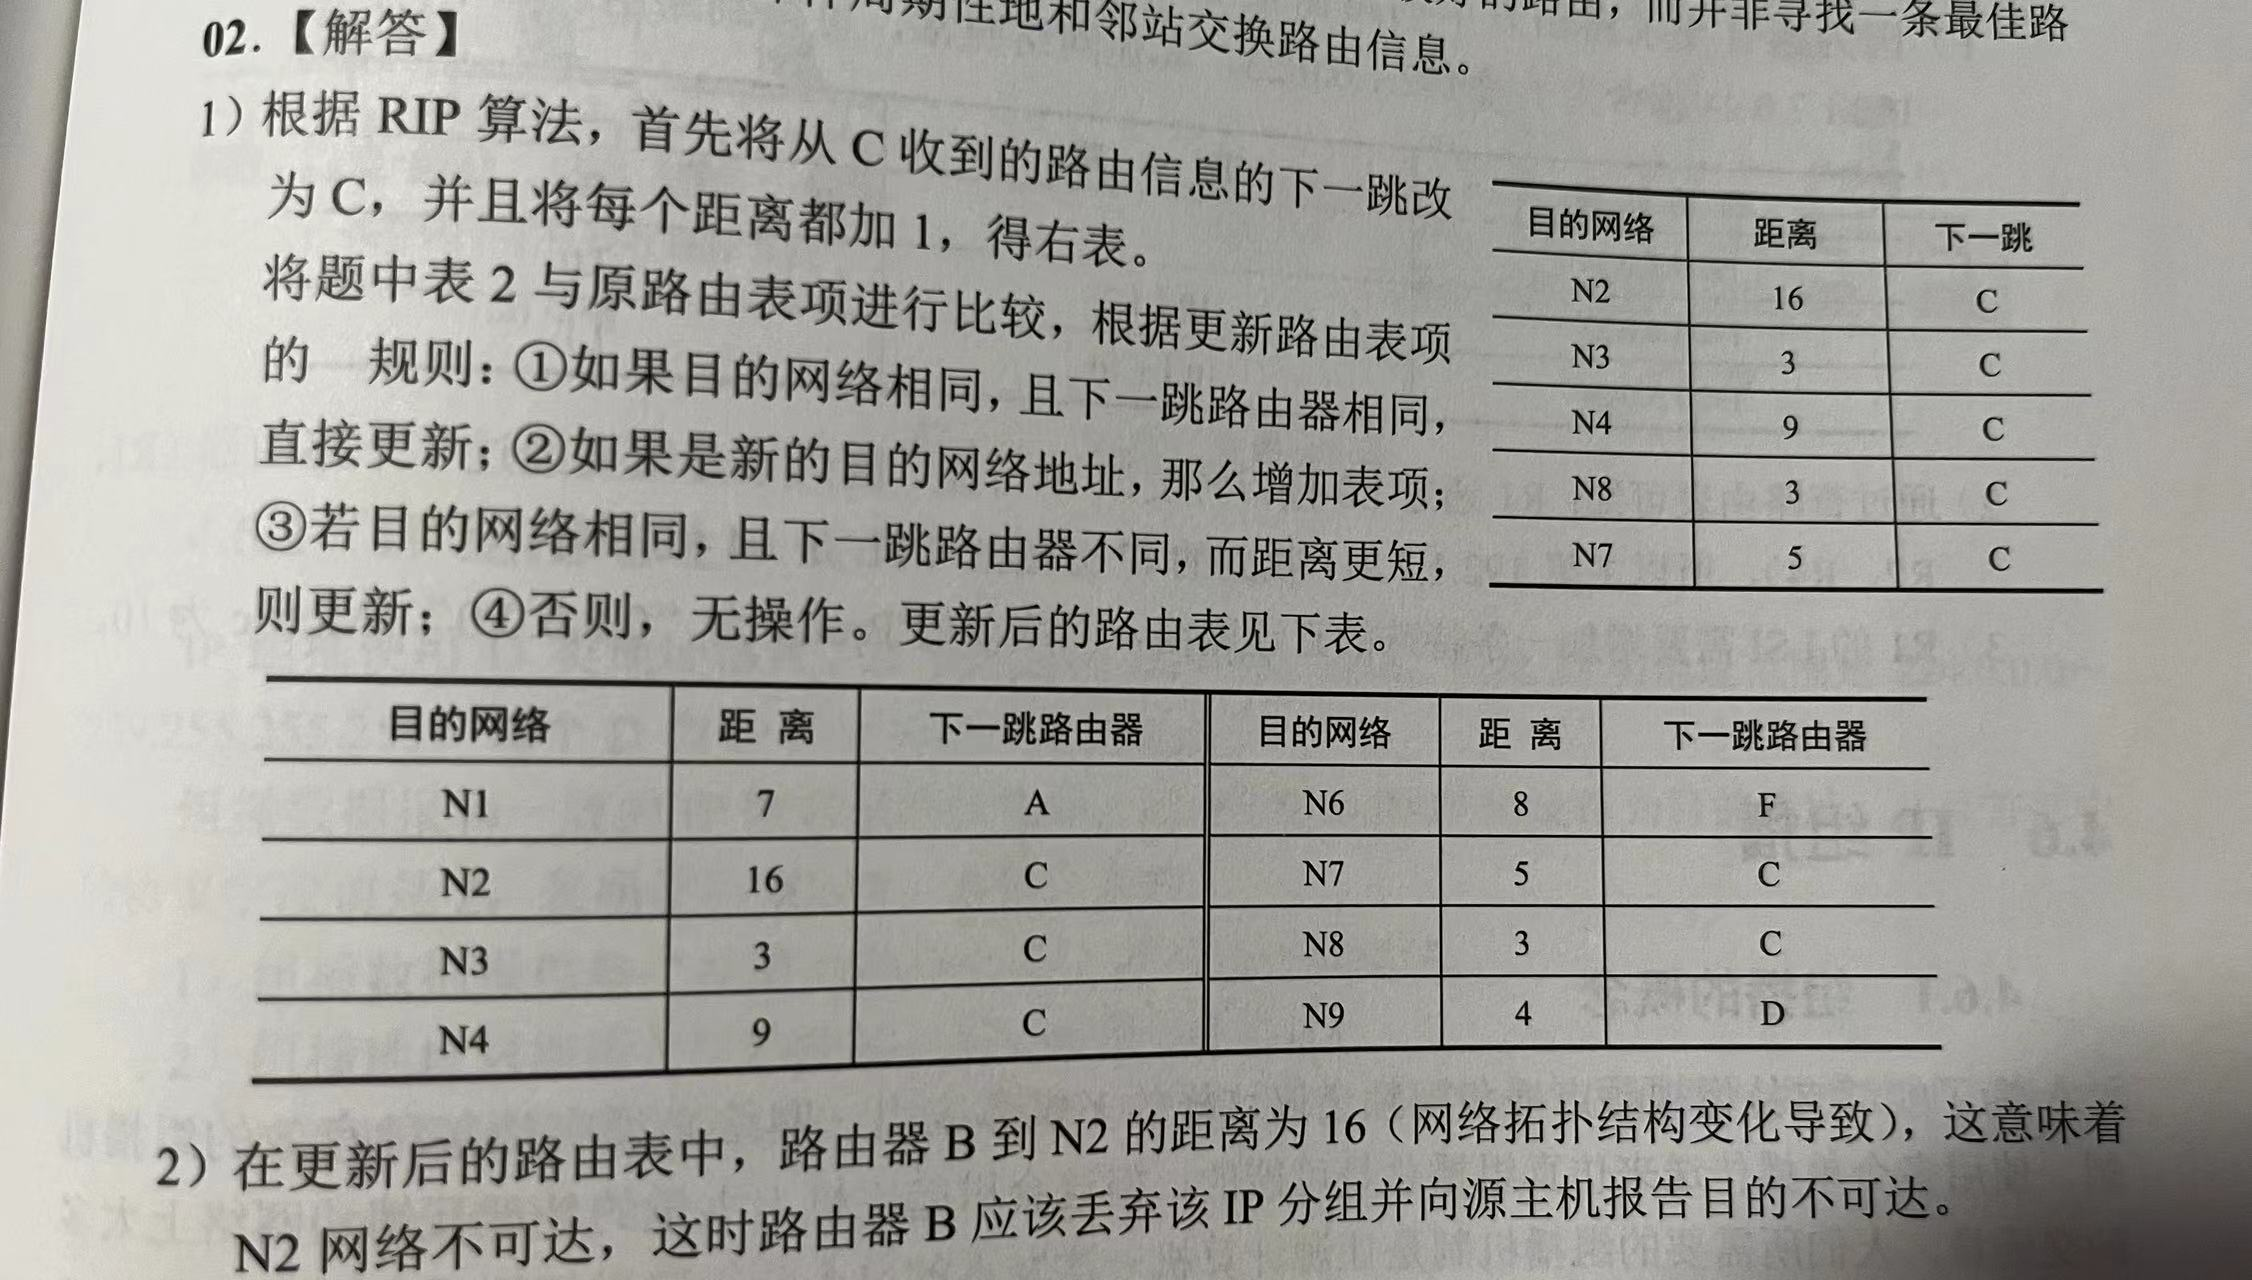 的路由，而并非寻找一条最佳路
周期性地和邻站交换路由信息。
02.【解答】
1）根据 RIP 算法，首先将从 C 收到的路由信息的下一跳改
为 C，并且将每个距离都加 1，得右表。
将题中表 2 与原路由表项进行比较，根据更新路由表项
的 规则：①如果目的网络相同，且下一跳路由器相同，
直接更新；②如果是新的目的网络地址，那么增加表项；
③若目的网络相同，且下一跳路由器不同，而距离更短，
则更新；④否则，无操作。更新后的路由表见下表。
目的网络 距离 下一跳
N2 16 C
N3 3 C
N4 9 C
N8 3 C
N7 5 C
目的网络 距 离 下一跳路由器 目的网络 距 离 下一跳路由器
N1 7 A N6 8 F
N2 16 C N7 5 C
N3 3 C N8 3 C
N4 9 C N9 4 D
2）在更新后的路由表中，路由器 B 到 N2 的距离为 16（网络拓扑结构变化导致），这意味着
N2 网络不可达，这时路由器 B 应该丢弃该 IP 分组并向源主机报告目的不可达。